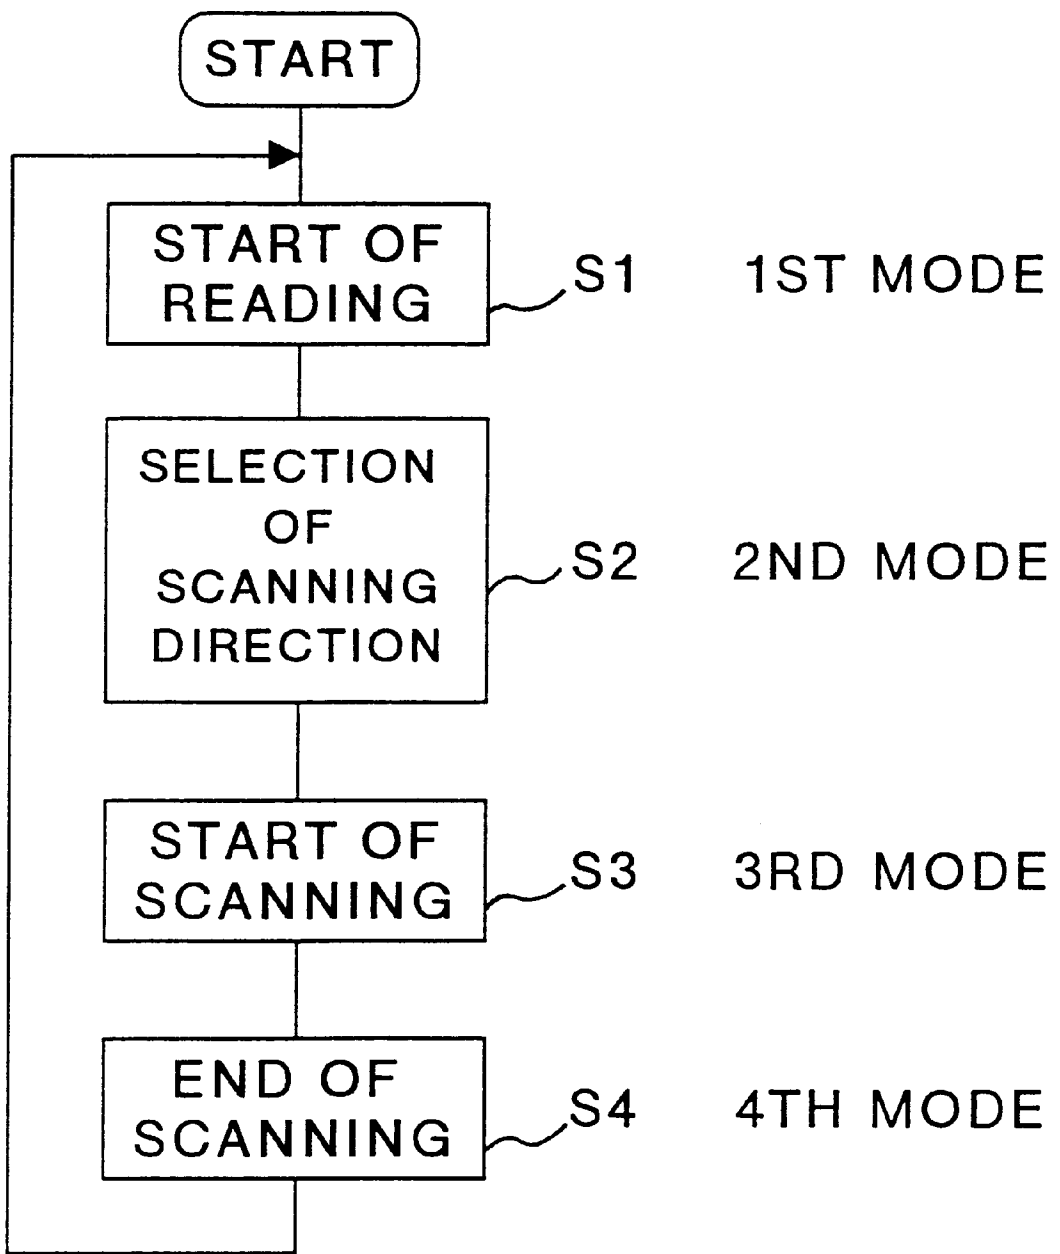 START
START OF
READING
S1
1ST MODE
SELECTION
OF
SCANNING
DIRECTION
S2
2ND MODE
START OF
SCANNING
S3
3RD MODE
END OF
SCANNING
S4
4TH MODE